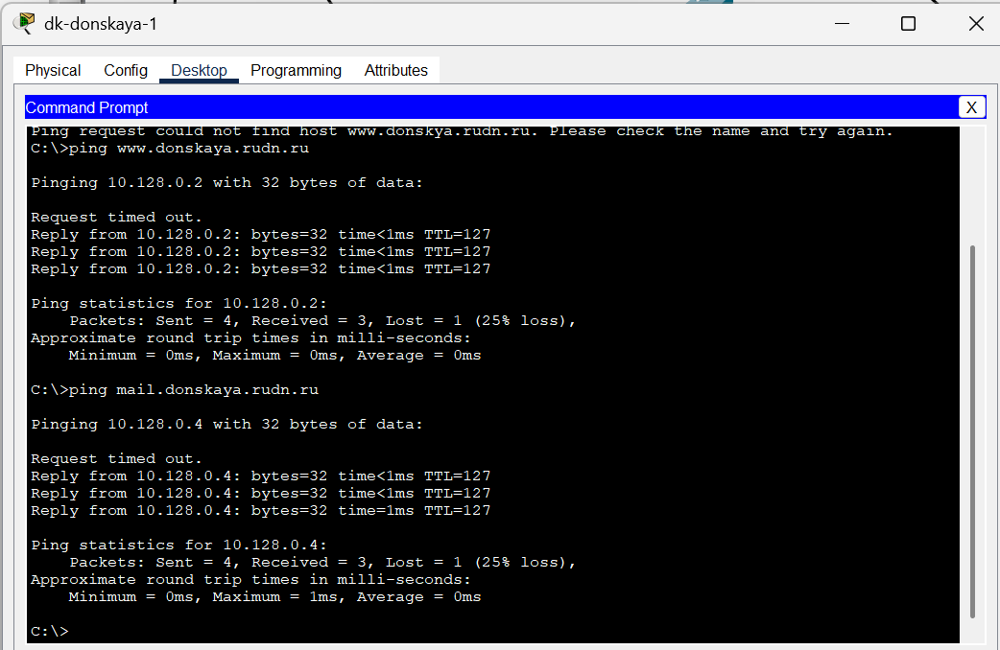 dk-donskaya-1
Physical Config Desktop Programming Attributes
Command Prompt X
Ping request could not find host www.donskya.rudn.ru. Please check the name and try again.
C:\>ping www.donskaya.rudn.ru
Pinging 10.128.0.2 with 32 bytes of data:
Request timed out.
Reply from 10.128.0.2: bytes=32 time<1ms TTL=127
Reply from 10.128.0.2: bytes=32 time<1ms TTL=127
Reply from 10.128.0.2: bytes=32 time<1ms TTL=127
Ping statistics for 10.128.0.2:
Packets: Sent = 4, Received = 3, Lost = 1 (25% loss),
Approximate round trip times in milli-seconds:
Minimum = 0ms, Maximum = 0ms, Average = 0ms
C:\>ping mail.donskaya.rudn.ru
Pinging 10.128.0.4 with 32 bytes of data:
Request timed out.
Reply from 10.128.0.4: bytes=32 time<1ms TTL=127
Reply from 10.128.0.4: bytes=32 time<1ms TTL=127
Reply from 10.128.0.4: bytes=32 time=1ms TTL=127
Ping statistics for 10.128.0.4:
Packets: Sent = 4, Received = 3, Lost = 1 (25% loss),
Approximate round trip times in milli-seconds:
Minimum = 0ms, Maximum = 1ms, Average = 0ms
C:\>